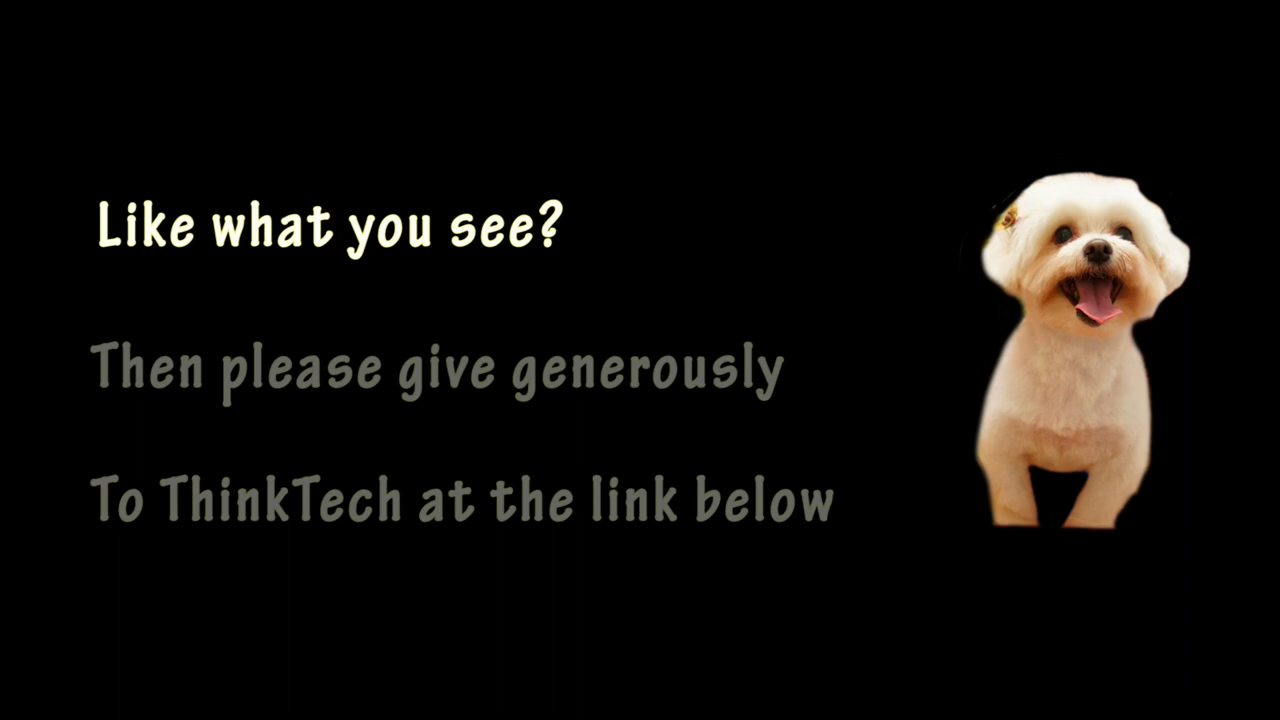 Like what you see?
Then please give generously
To ThinkTech at the link below